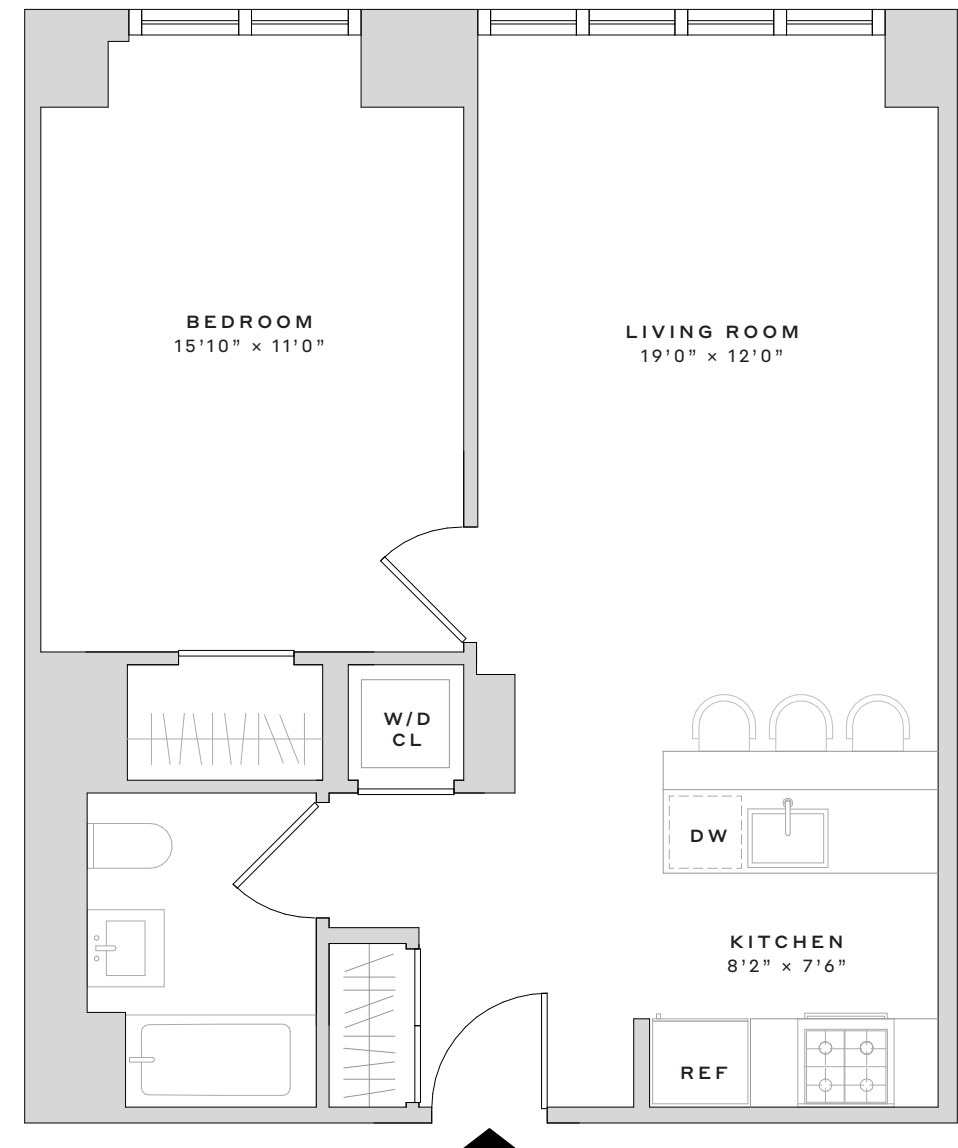 BEDROOM
15’10” × 11’0”
LIVING ROOM
19’0” × 12’0”
W/D
CL
DW
KITCHEN
8’2” × 7’6”
REF